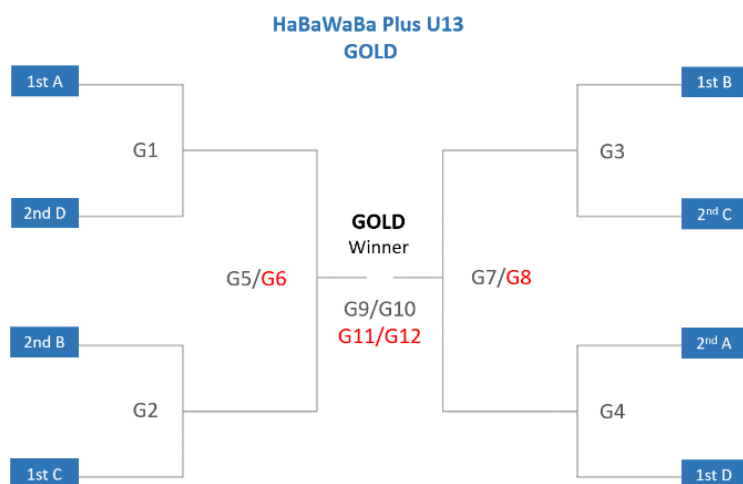 HaBaWaBa Plus U13
GOLD
1st A
1st B
G1
G3
2nd D
2nd C
GOLD
Winner
G5/G6
G7/G8
G9/G10
G11/G12
2nd B
2nd A
G2
G4
1st C
1st D